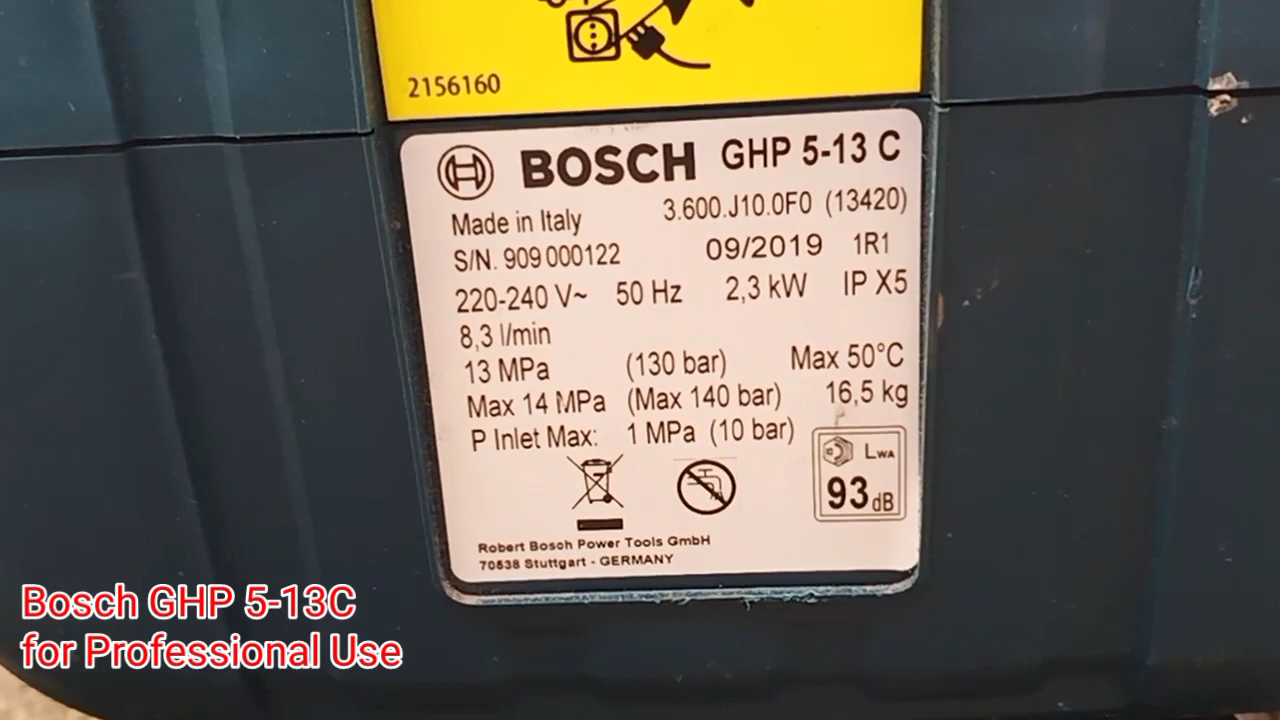 2156160
BOSCH GHP 5-13 C
Made in Italy 3.600.J10.0F0 (13420)
S/N. 909000122 09/2019 1R1
220-240 V~ 50 Hz 2,3 kW IP X5
8,3 l/min
13 MPa (130 bar) Max 50°C
Max 14 MPa (Max 140 bar) 16,5 kg
P Inlet Max: 1 MPa (10 bar)
LWA
93 dB
Robert Bosch Power Tools GmbH
70538 Stuttgart - GERMANY
Bosch GHP 5-13C
for Professional Use